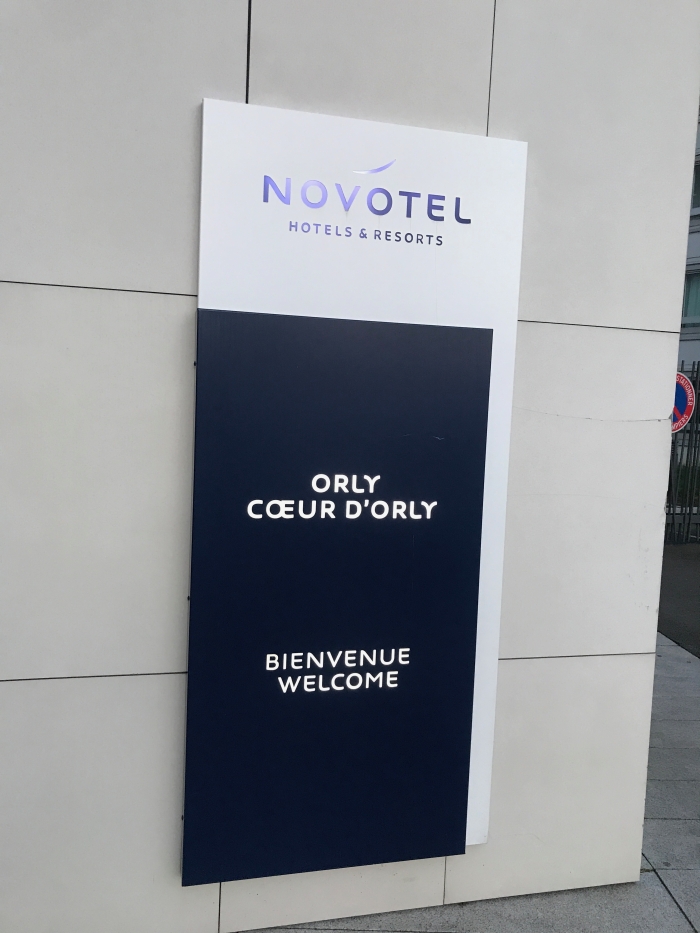 NOVOTEL
HOTELS & RESORTS
ORLY
CŒUR D'ORLY
BIENVENUE
WELCOME